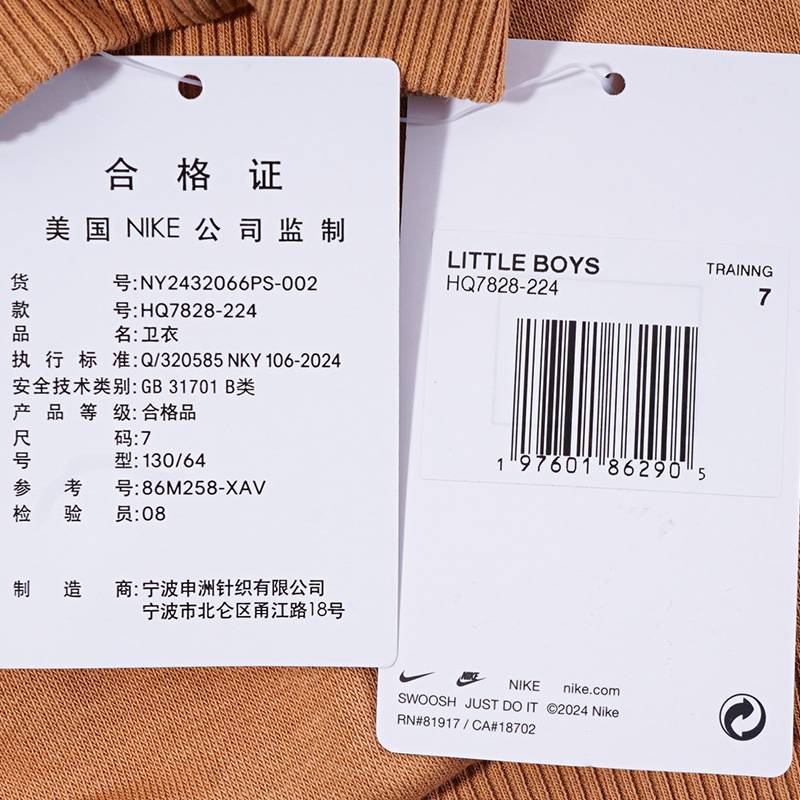 合格证
美国 NIKE 公司监制
货号:NY2432066PS-002
款号:HQ7828-224
品名:卫衣
执行标准:Q/320585 NKY 106-2024
安全技术类别:GB 31701 B类
产品等级:合格品
尺码:7
号型:130/64
参考号:86M258-XAV
检验员:08
制造商:宁波申洲针织有限公司
宁波市北仑区甬江路18号
LITTLE BOYS
TRAINNG
HQ7828-224
7
1 97601 86290 5
NIKE
NIKE nike.com
SWOOSH JUST DO IT ©2024 Nike
RN#81917 / CA#18702